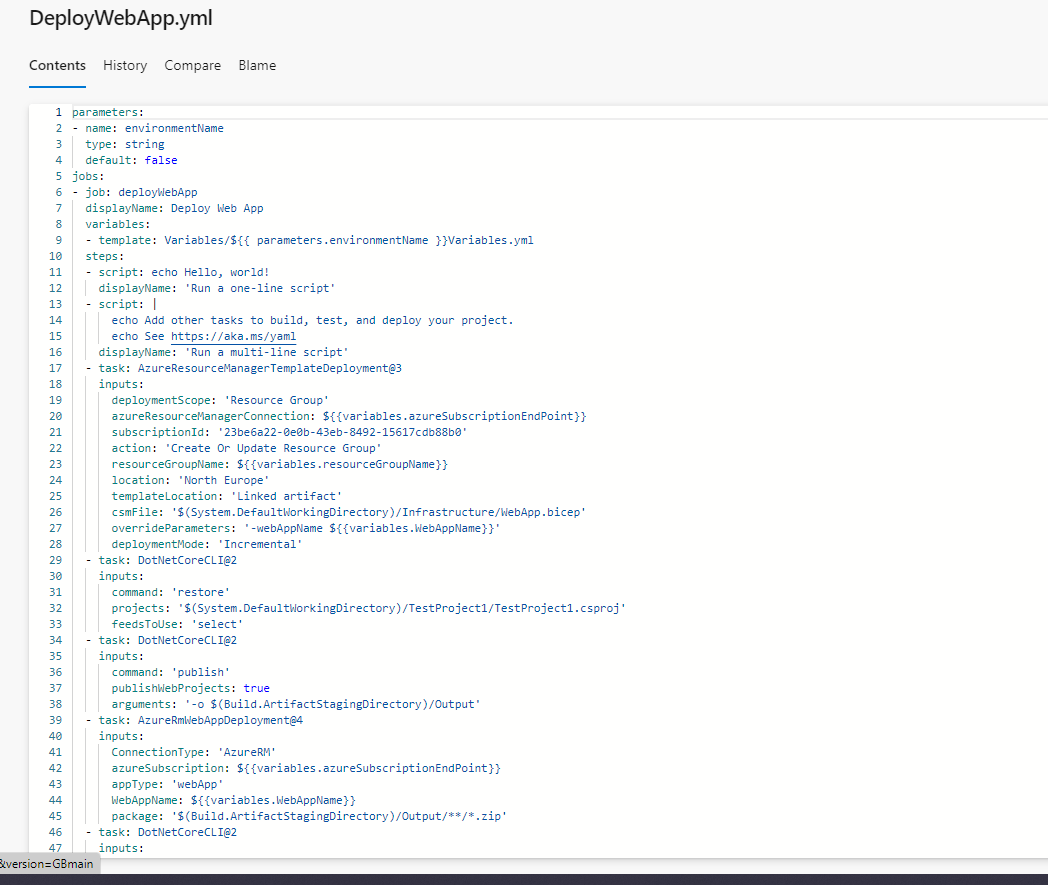 DeployWebApp.yml
Contents History Compare Blame
1 parameters:
2 - name: environmentName
3 type: string
4 default: false
5 jobs:
6 - job: deployWebApp
7 displayName: Deploy Web App
8 variables:
9 - template: Variables/${{ parameters.environmentName }}Variables.yml
10 steps:
11 - script: echo Hello, world!
12 displayName: 'Run a one-line script'
13 - script: |
14 echo Add other tasks to build, test, and deploy your project.
15 echo See https://aka.ms/yaml
16 displayName: 'Run a multi-line script'
17 - task: AzureResourceManagerTemplateDeployment@3
18 inputs:
19 deploymentScope: 'Resource Group'
20 azureResourceManagerConnection: ${{variables.azureSubscriptionEndPoint}}
21 subscriptionId: '23be6a22-0e0b-43eb-8492-15617cdb88b0'
22 action: 'Create Or Update Resource Group'
23 resourceGroupName: ${{variables.resourceGroupName}}
24 location: 'North Europe'
25 templateLocation: 'Linked artifact'
26 csmFile: '$(System.DefaultWorkingDirectory)/Infrastructure/WebApp.bicep'
27 overrideParameters: '-webAppName ${{variables.WebAppName}}'
28 deploymentMode: 'Incremental'
29 - task: DotNetCoreCLI@2
30 inputs:
31 command: 'restore'
32 projects: '$(System.DefaultWorkingDirectory)/TestProject1/TestProject1.csproj'
33 feedsToUse: 'select'
34 - task: DotNetCoreCLI@2
35 inputs:
36 command: 'publish'
37 publishWebProjects: true
38 arguments: '-o $(Build.ArtifactStagingDirectory)/Output'
39 - task: AzureRmWebAppDeployment@4
40 inputs:
41 ConnectionType: 'AzureRM'
42 azureSubscription: ${{variables.azureSubscriptionEndPoint}}
43 appType: 'webApp'
44 WebAppName: ${{variables.WebAppName}}
45 package: '$(Build.ArtifactStagingDirectory)/Output/**/*.zip'
46 - task: DotNetCoreCLI@2
47 inputs:
&version=GBmain